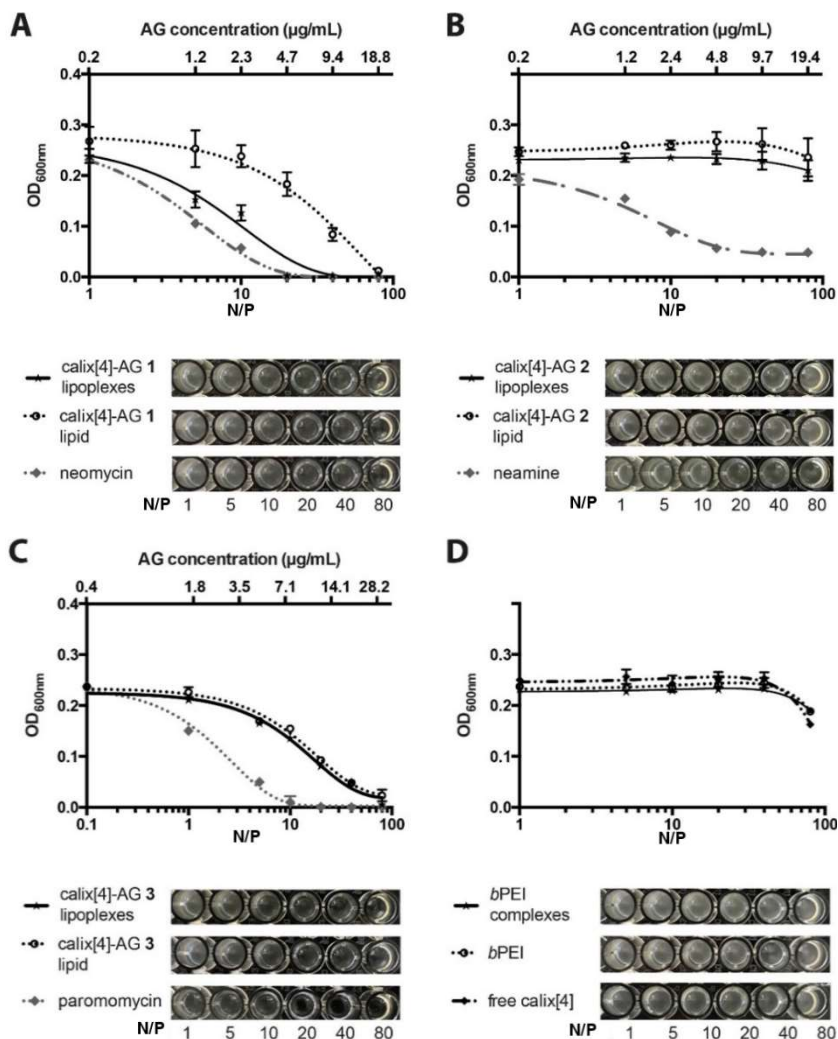 A
AG concentration (µg/mL)
0.2 1.2 2.3 4.7 9.4 18.8
0.4
0.3
0.2
0.1
0.0
OD600nm
1 10 100
N/P
calix[4]-AG 1
lipoplexes
calix[4]-AG 1
lipid
neomycin
N/P 1 5 10 20 40 80
B
AG concentration (µg/mL)
0.2 1.2 2.4 4.8 9.7 19.4
0.4
0.3
0.2
0.1
0.0
OD600nm
1 10 100
N/P
calix[4]-AG 2
lipoplexes
calix[4]-AG 2
lipid
neamine
N/P 1 5 10 20 40 80
C
AG concentration (µg/mL)
0.4 1.8 3.5 7.1 14.1 28.2
0.4
0.3
0.2
0.1
0.0
OD600nm
0.1 1 10 100
N/P
calix[4]-AG 3
lipoplexes
calix[4]-AG 3
lipid
paromomycin
N/P 1 5 10 20 40 80
D
0.3
0.2
0.1
0.0
OD600nm
1 10 100
N/P
bPEI
complexes
bPEI
free calix[4]
N/P 1 5 10 20 40 80